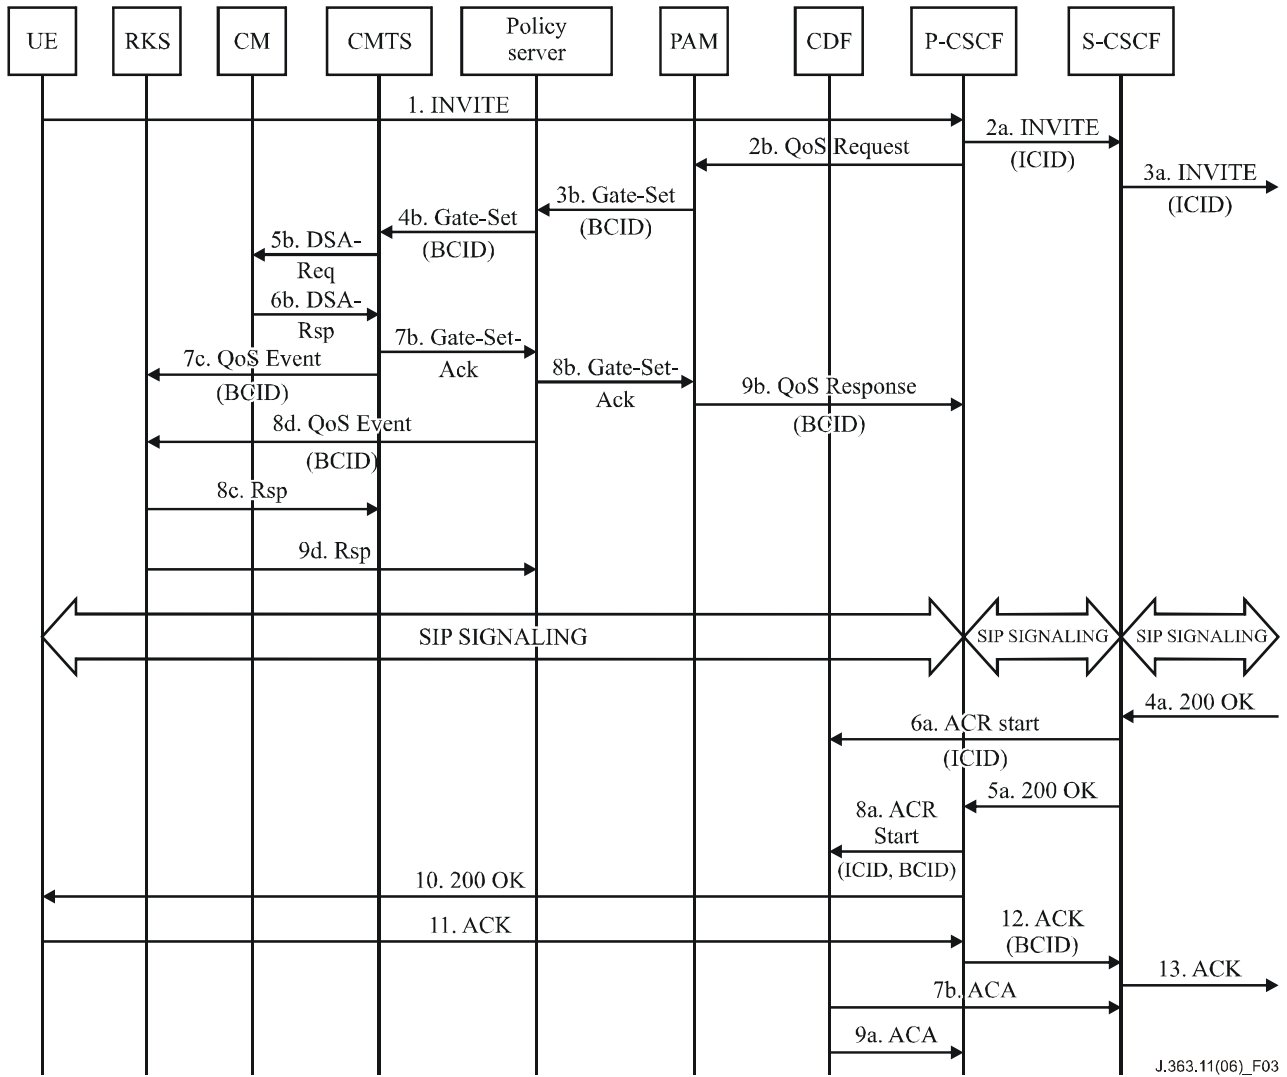 UE
RKS
CM
CMTS
Policy
server
PAM
CDF
P-CSCF
S-CSCF
1. INVITE
2a. INVITE
(ICID)
2b. QoS Request
3a. INVITE
(ICID)
3b. Gate-Set
(BCID)
4b. Gate-Set
(BCID)
5b. DSA-
Req
6b. DSA-
Rsp
7b. Gate-Set-
Ack
7c. QoS Event
(BCID)
8b. Gate-Set-
Ack
9b. QoS Response
(BCID)
8d. QoS Event
(BCID)
8c. Rsp
9d. Rsp
SIP SIGNALING
SIP SIGNALING
SIP SIGNALING
4a. 200 OK
6a. ACR start
(ICID)
5a. 200 OK
8a. ACR
Start
(ICID, BCID)
10. 200 OK
11. ACK
12. ACK
(BCID)
13. ACK
7b. ACA
9a. ACA
J.363.11(06)_F03